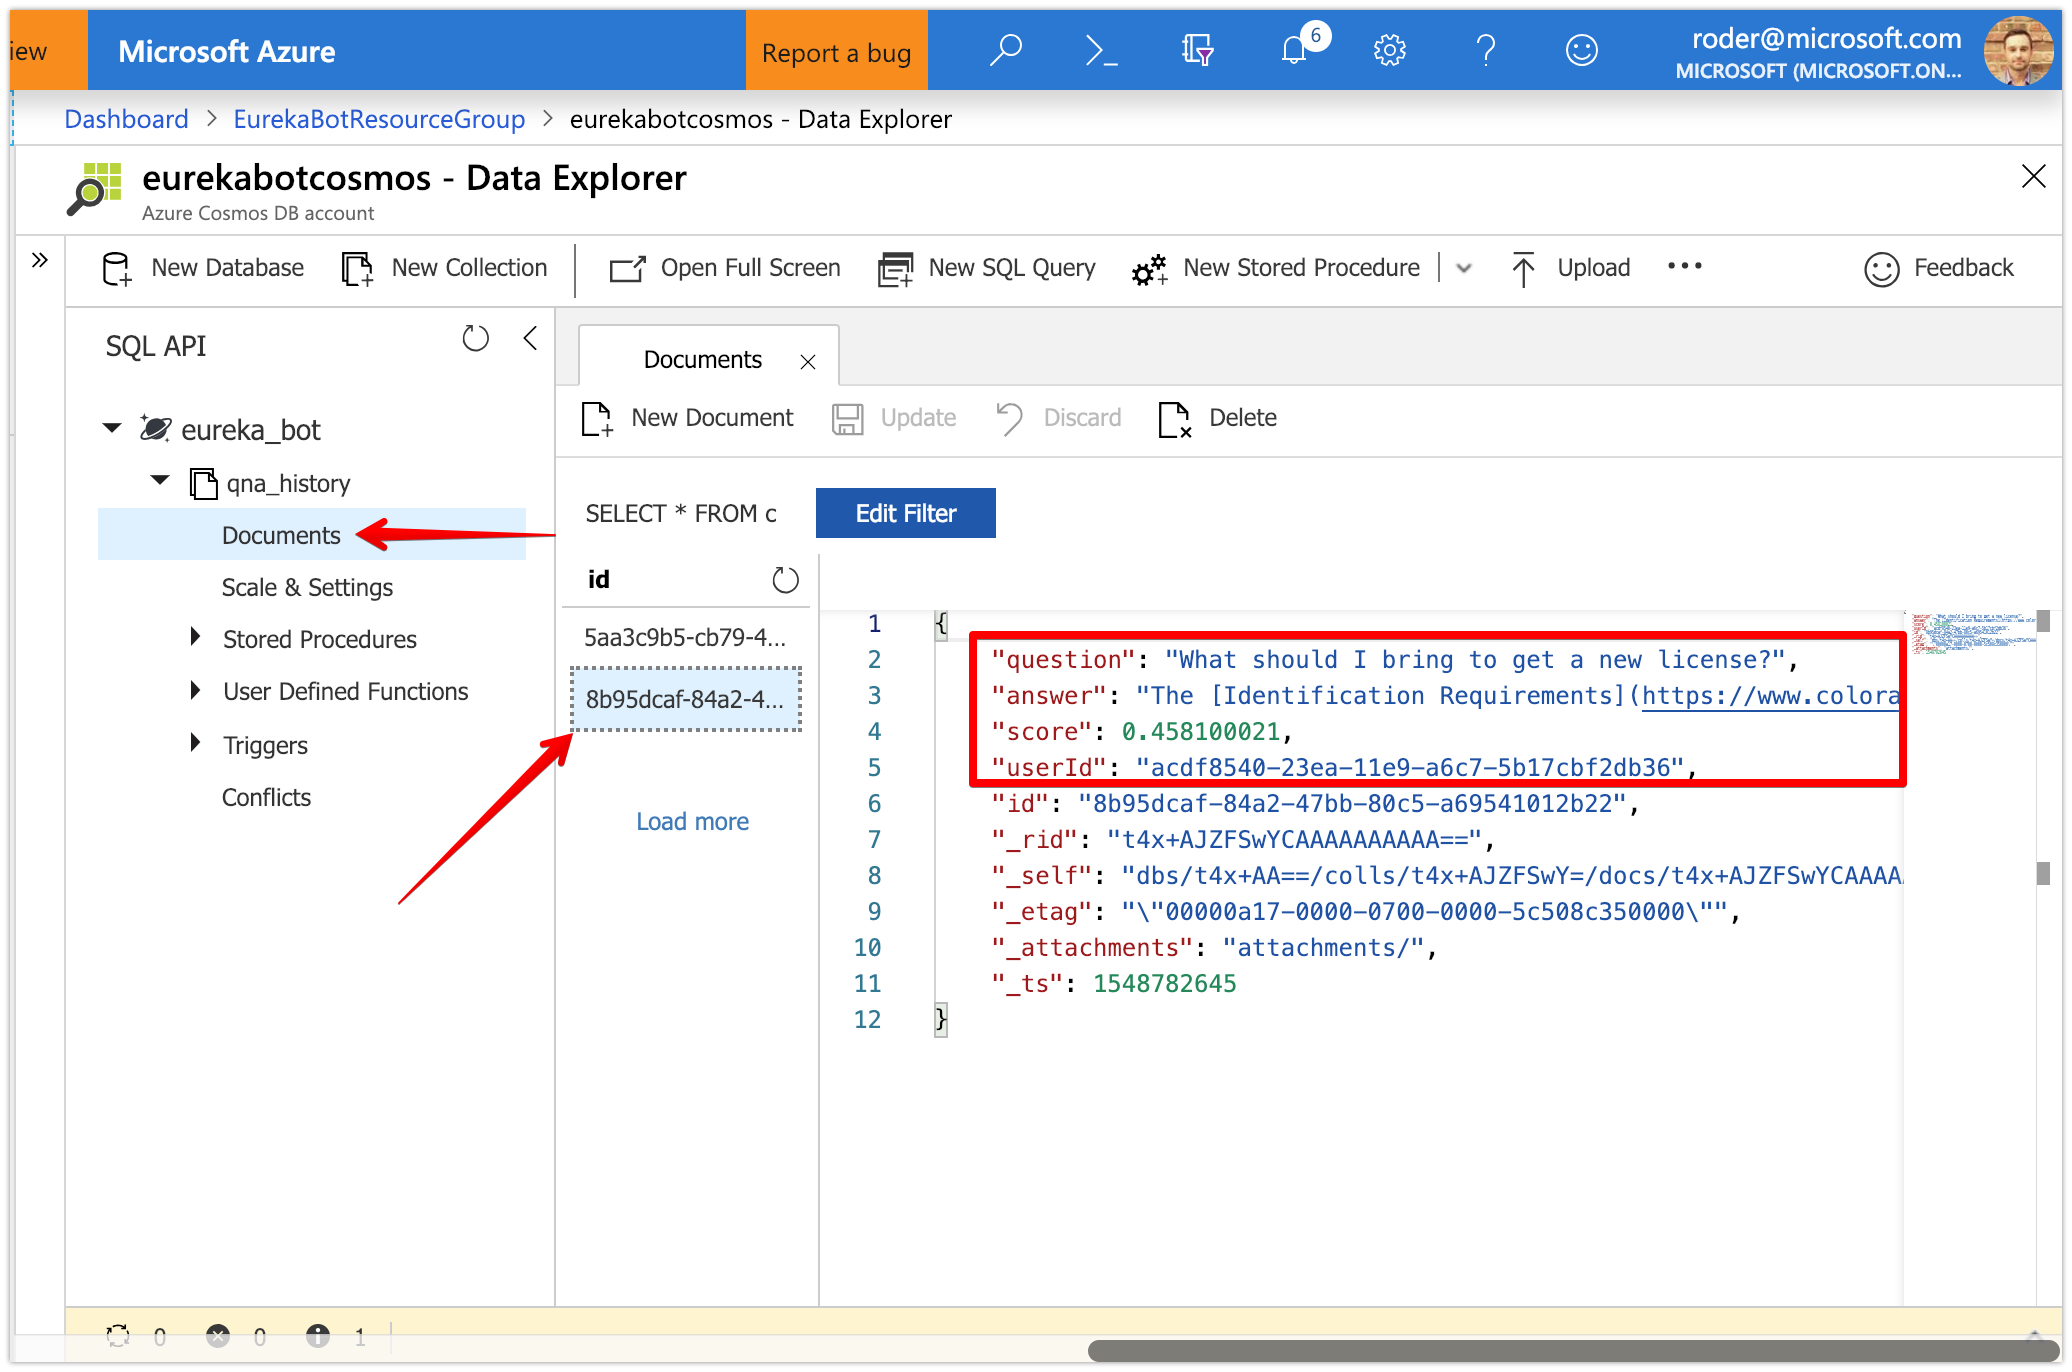 iew
Microsoft Azure
Report a bug
6
roder@microsoft.com
MICROSOFT (MICROSOFT.ON...
Dashboard > EurekaBotResourceGroup > eurekabotcosmos - Data Explorer
eurekabotcosmos - Data Explorer
Azure Cosmos DB account
New Database
New Collection
Open Full Screen
New SQL Query
New Stored Procedure
Upload
Feedback
SQL API
eureka_bot
qna_history
Documents
Scale & Settings
Stored Procedures
User Defined Functions
Triggers
Conflicts
Documents
New Document
Update
Discard
Delete
SELECT * FROM c
Edit Filter
id
5aa3c9b5-cb79-4...
8b95dcaf-84a2-4...
Load more
1 {
2 "question": "What should I bring to get a new license?",
3 "answer": "The [Identification Requirements](https://www.colora
4 "score": 0.458100021,
5 "userId": "acdf8540-23ea-11e9-a6c7-5b17cbf2db36",
6 "id": "8b95dcaf-84a2-47bb-80c5-a69541012b22",
7 "_rid": "t4x+AJZFSwYCAAAAAAAAAA==",
8 "_self": "dbs/t4x+AA==/colls/t4x+AJZFSwY=/docs/t4x+AJZFSwYCAAAA
9 "_etag": "\"00000a17-0000-0700-0000-5c508c350000\"",
10 "_attachments": "attachments/",
11 "_ts": 1548782645
12 }
0 0 1